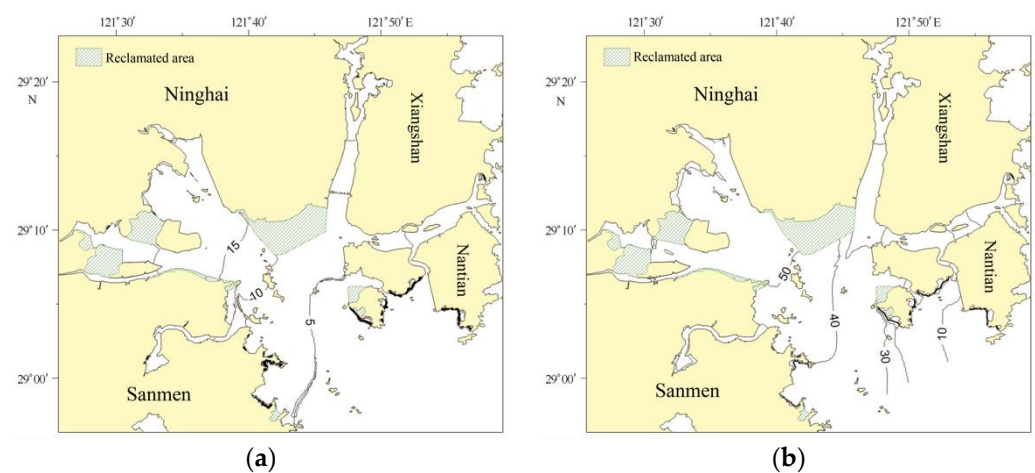 121°30′ 121°40′ 121°50′ E
Reclamated area
29°20′
N
Ninghai
Xiangshan
29°10′
15
10
Nantian
5
29°00′
Sanmen
(a)
121°30′ 121°40′ 121°50′ E
Reclamated area
29°20′
N
Ninghai
Xiangshan
29°10′
50
Nantian
40
30
10
29°00′
Sanmen
(b)